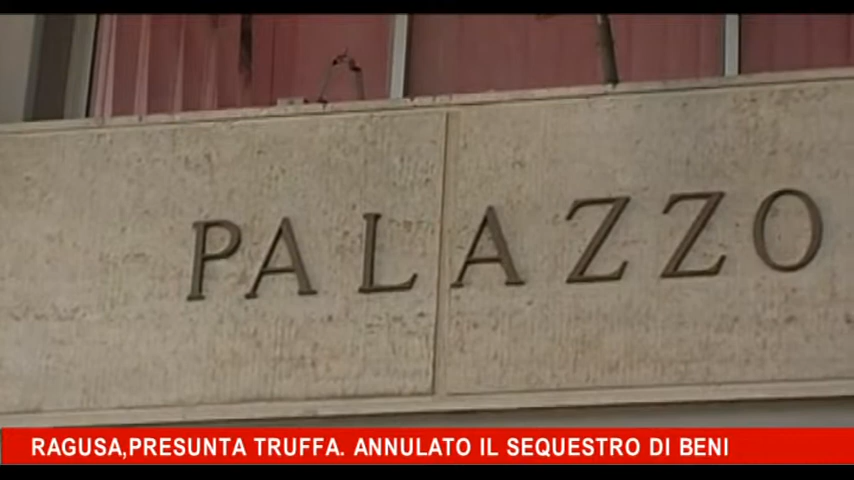 PALAZZO
RAGUSA,PRESUNTA TRUFFA. ANNULATO IL SEQUESTRO DI BENI